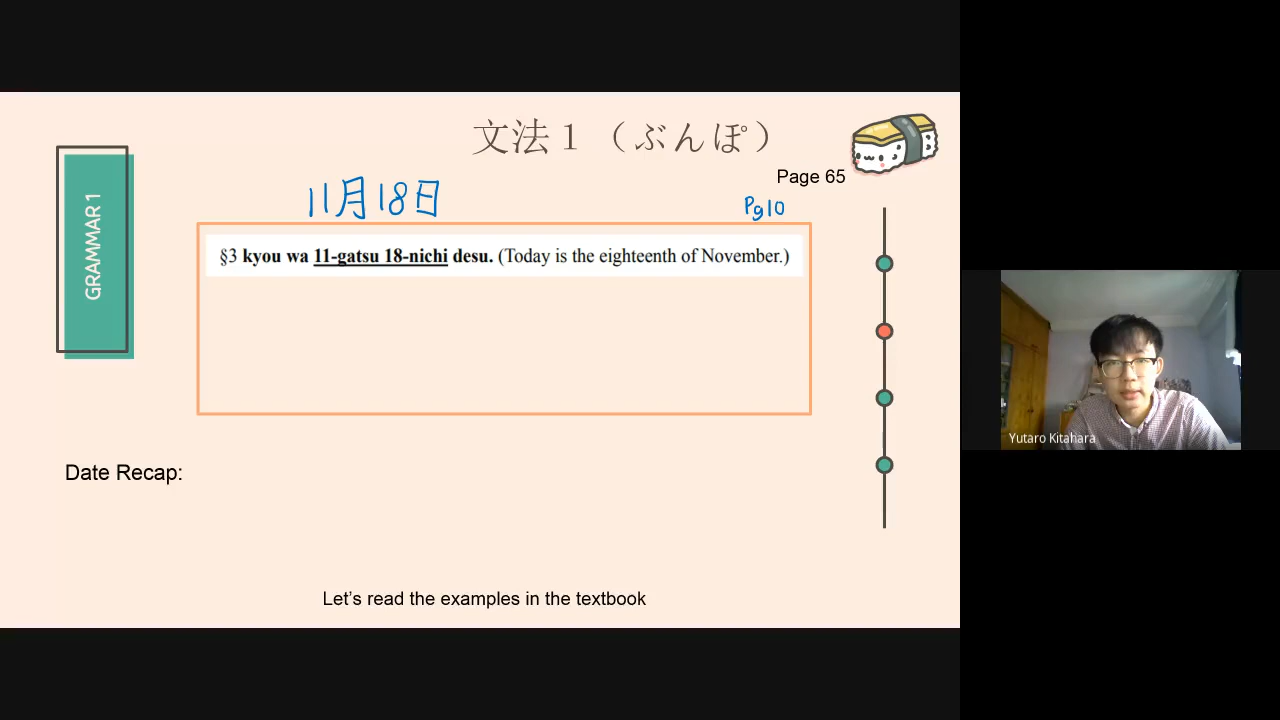 文法１（ぶんぽ）
Page 65
GRAMMAR 1
11月18日
Pg10
§3 kyou wa 11-gatsu 18-nichi desu. (Today is the eighteenth of November.)
Yutaro Kitahara
Date Recap:
Let's read the examples in the textbook